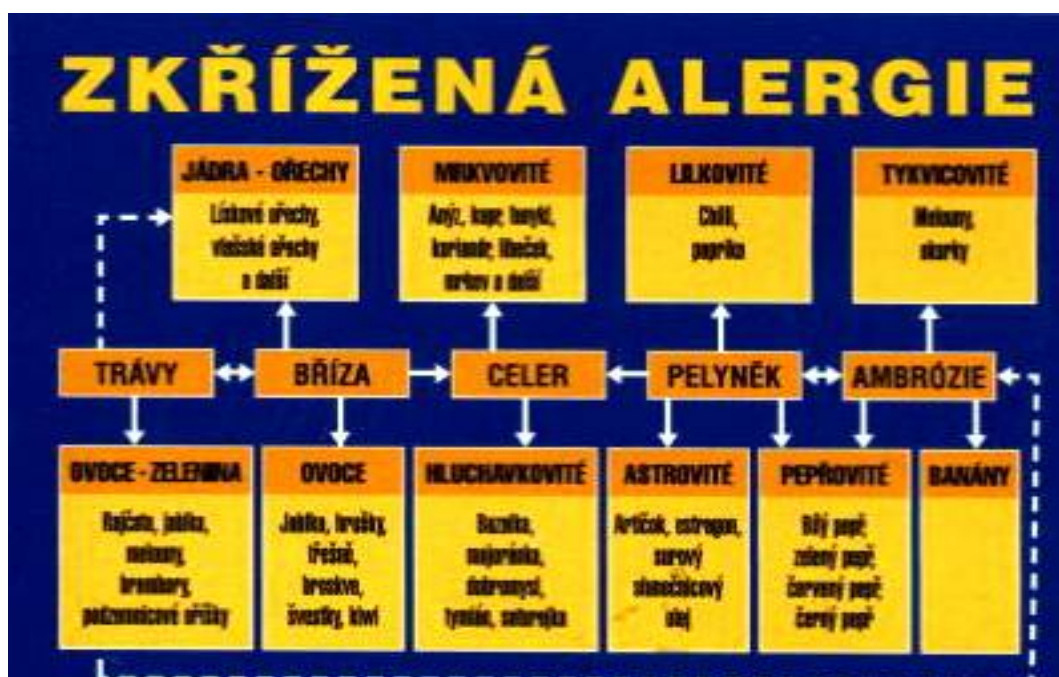 ZKŘÍŽENÁ ALERGIE
JÁDRA - OŘECHY
Lískové ořechy,
vlašské ořechy
a další
MRKVOVITÉ
Anýz, kopr, fenykl,
koriandr, libeček,
mrkev a další
LILKOVITÉ
Chilli,
paprika
TYKVICOVITÉ
Melouny,
okurky
TRÁVY
BŘÍZA
CELER
PELYNĚK
AMBRÓZIE
OVOCE - ZELENINA
Rajčata, jablka,
melouny,
brambory,
podzemnicové oříšky
OVOCE
Jablka, hrušky,
třešně,
broskve,
švestky, kiwi
HLUCHAVKOVITÉ
Bazalka,
majoránka,
dobromysl,
tymián, saturejka
ASTROVITÉ
Artičok, estragon,
surový
slunečnicový
olej
PEPŘOVITÉ
Bílý pepř,
zelený pepř,
červený pepř,
černý pepř
BANÁNY